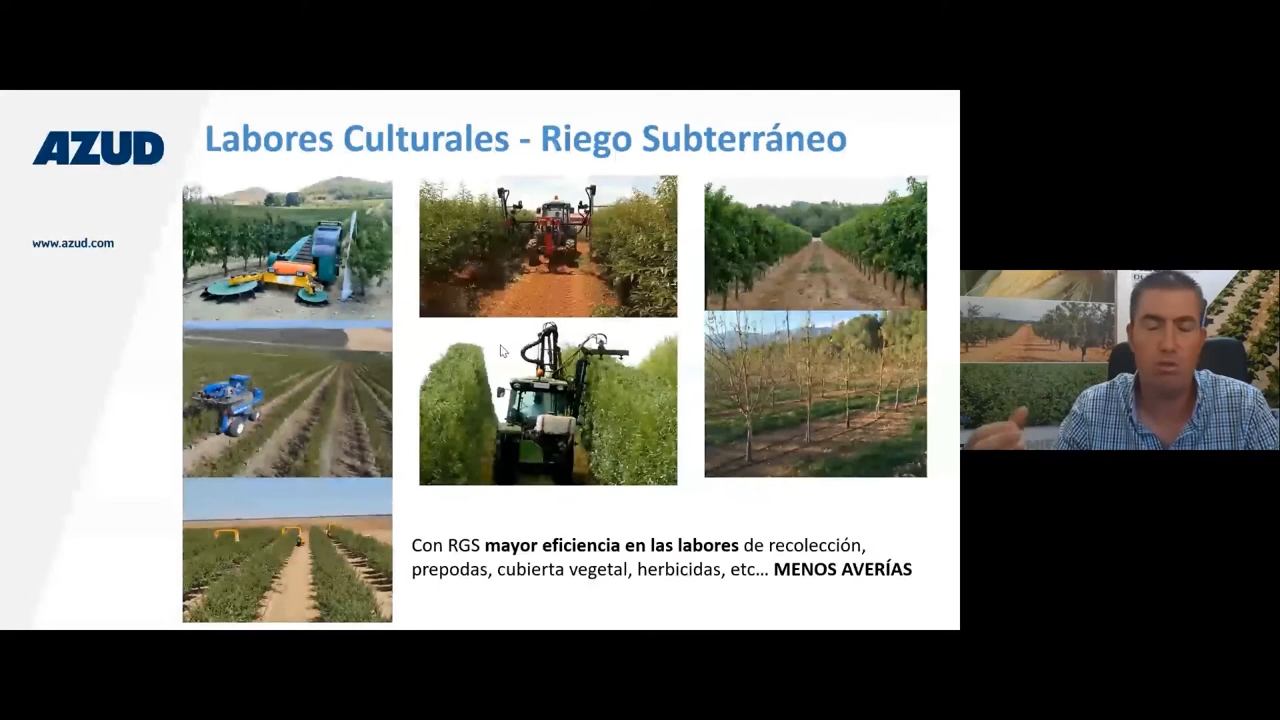 AZUD
Labores Culturales - Riego Subterráneo
www.azud.com
Con RGS mayor eficiencia en las labores de recolección,
prepodas, cubierta vegetal, herbicidas, etc... MENOS AVERÍAS